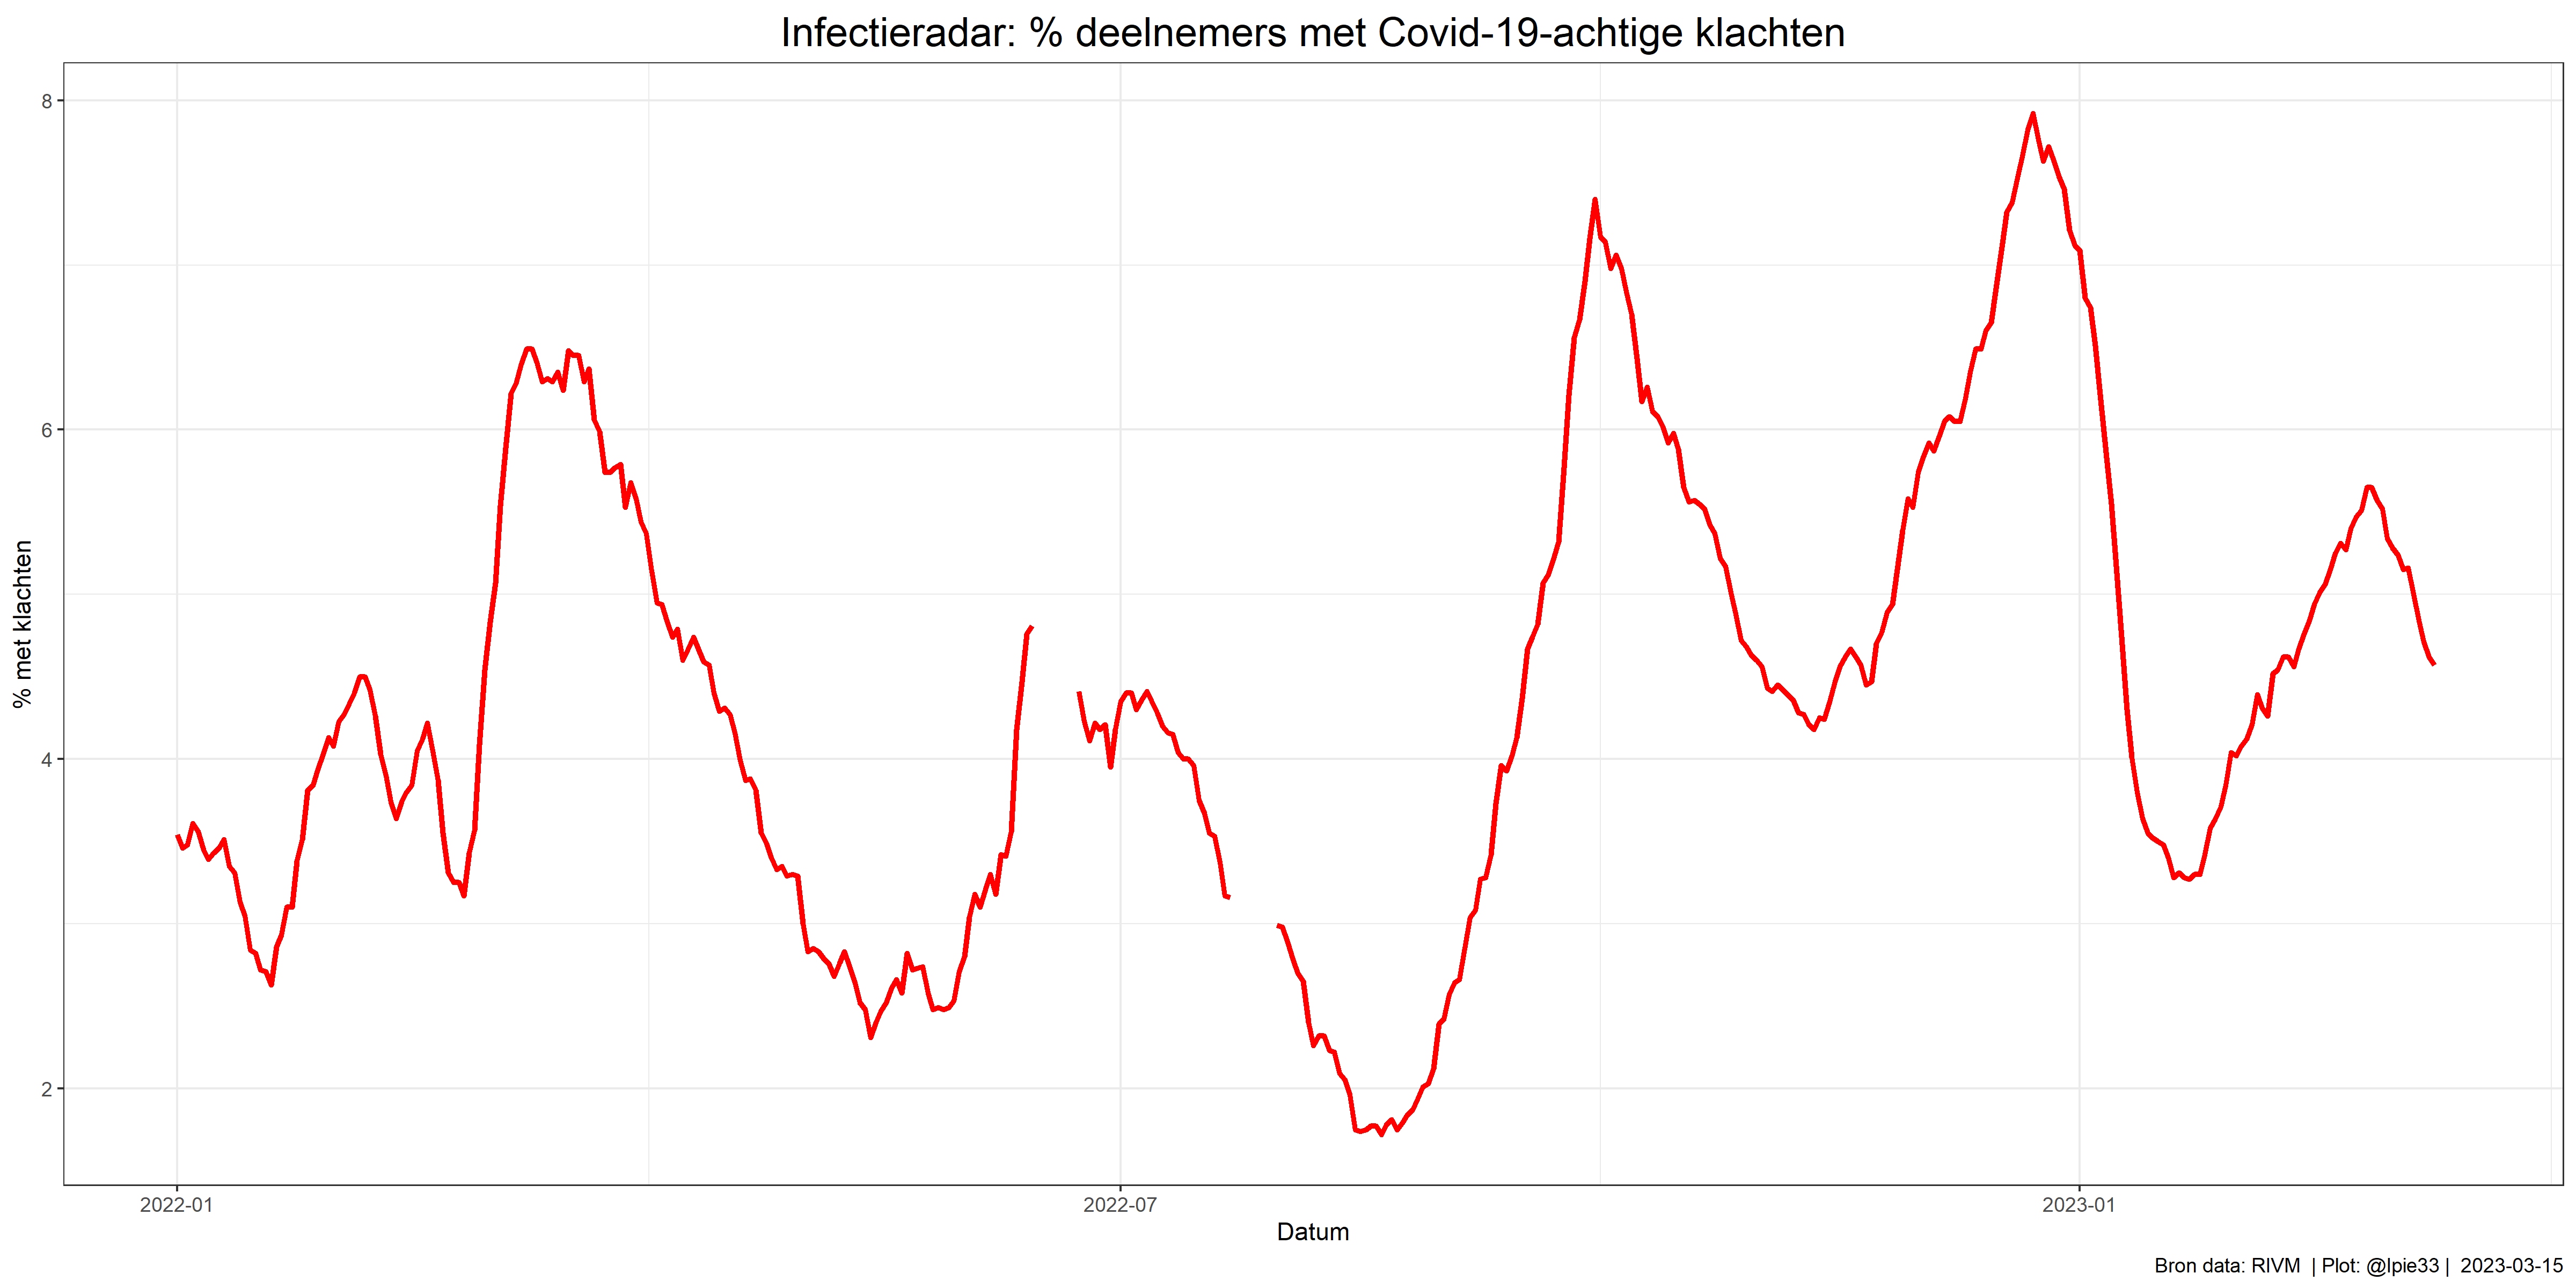 Infectieradar: % deelnemers met Covid-19-achtige klachten
8
6
4
2
% met klachten
2022-01
2022-07
2023-01
Datum
Bron data: RIVM | Plot: @lpie33 | 2023-03-15